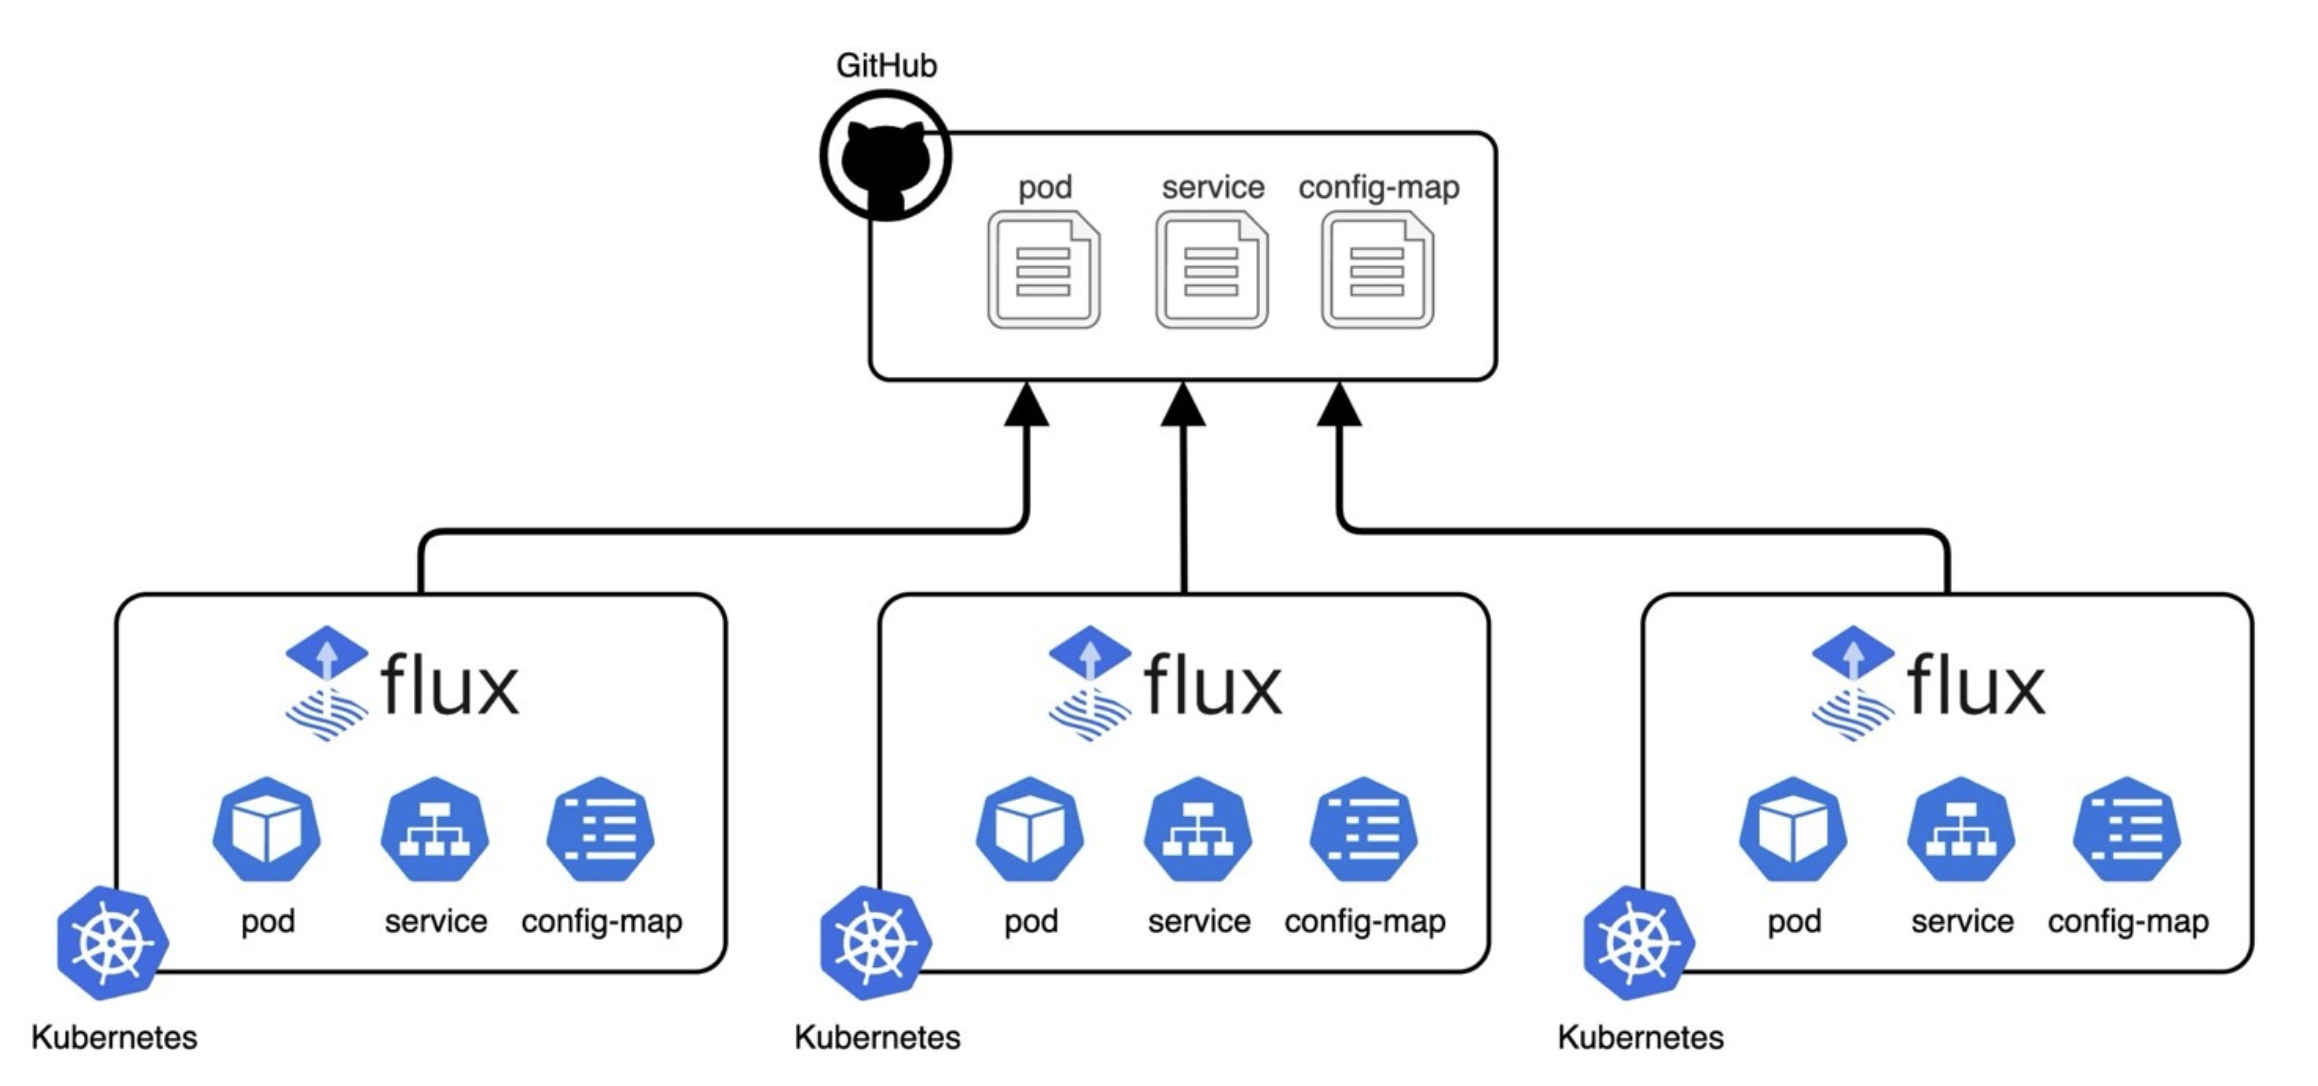 GitHub
pod service config-map
flux flux flux
pod service config-map pod service config-map pod service config-map
Kubernetes Kubernetes Kubernetes